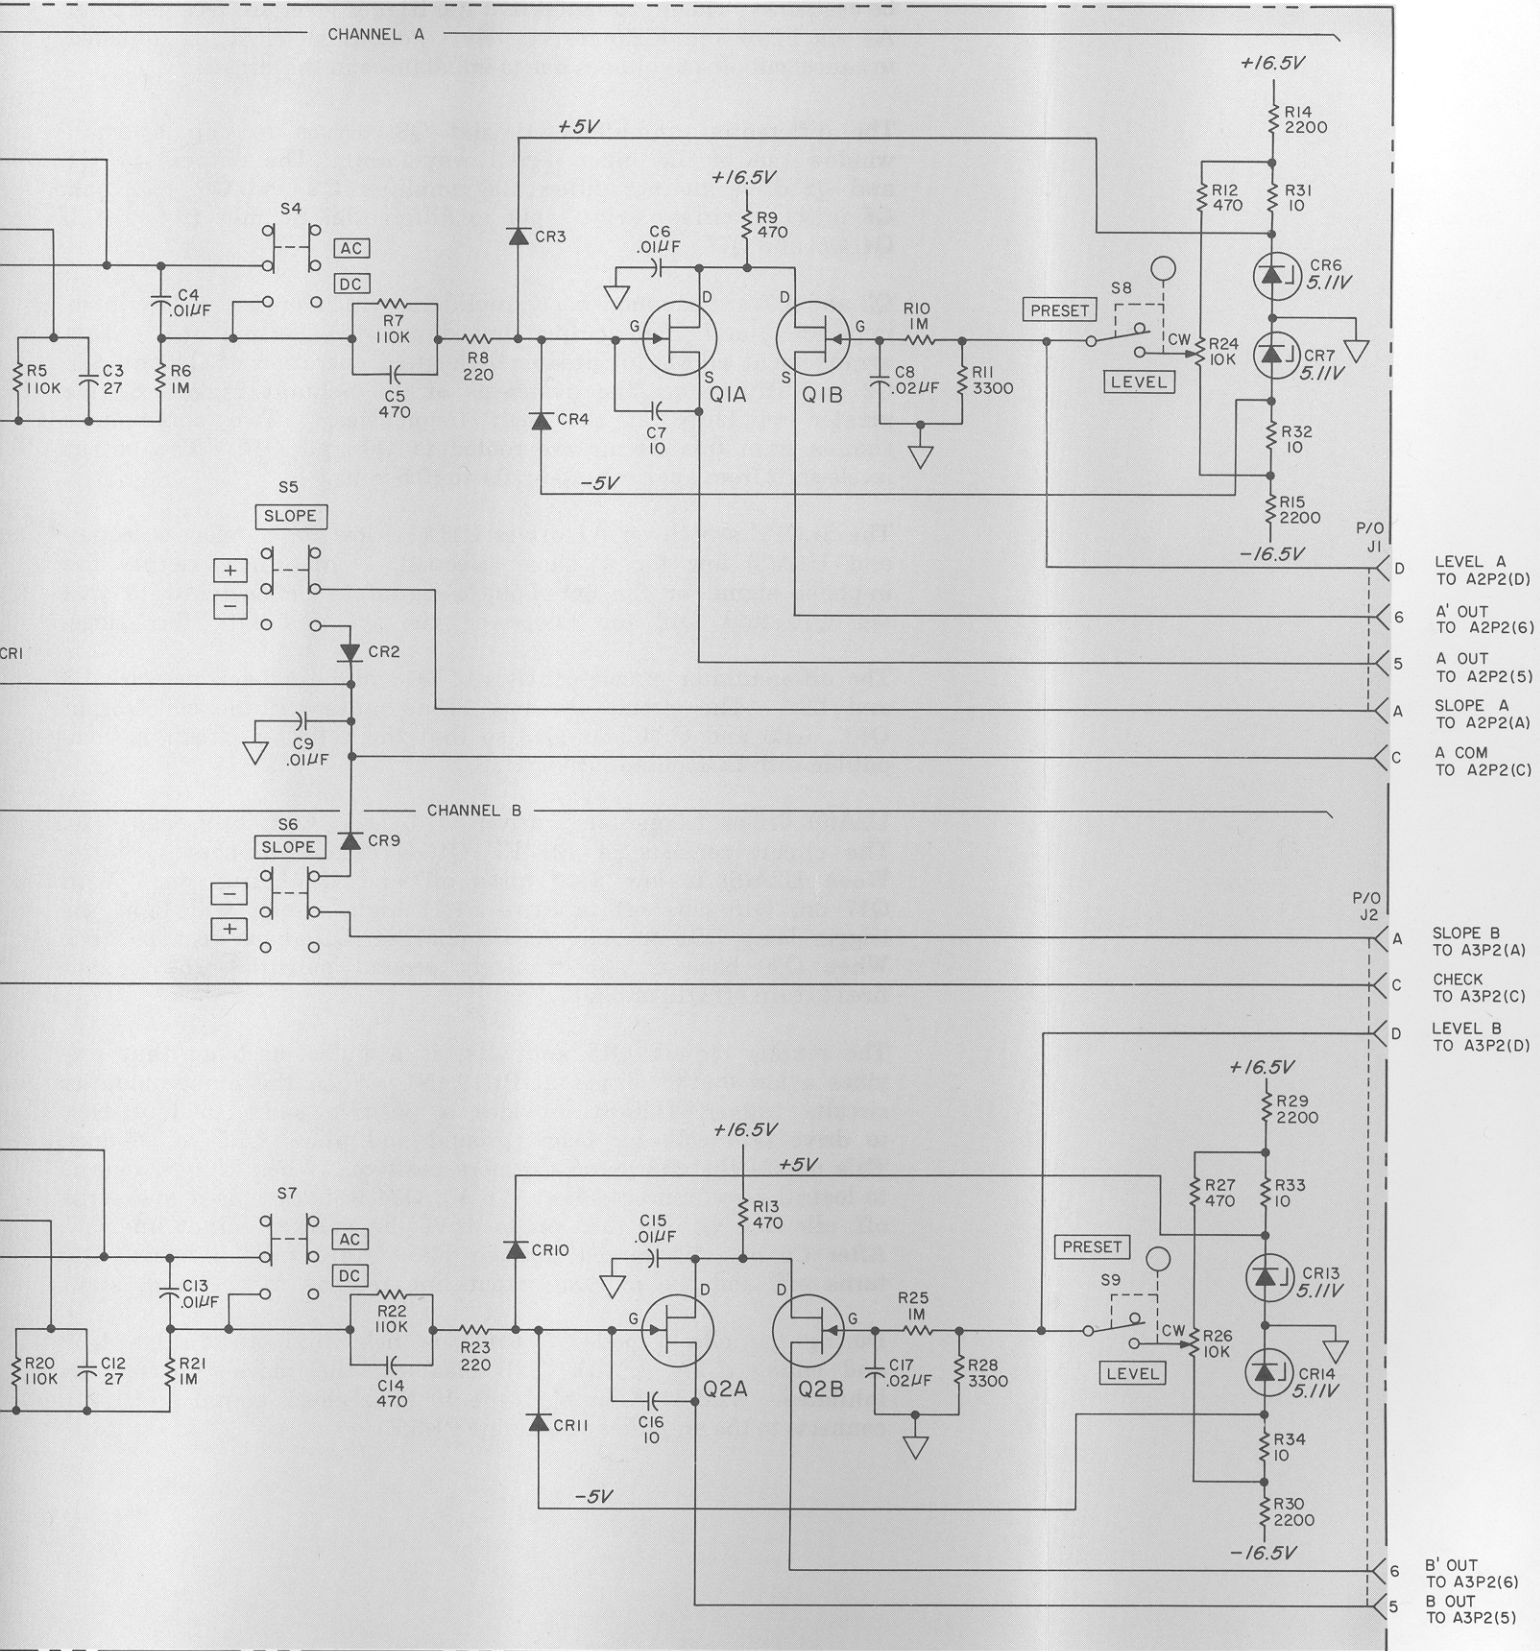 CHANNEL A
+16.5V
R14
2200
+5V
+16.5V
R12
470
R31
10
S4
R9
470
C6
.01µF
CR3
AC
DC
CR6
5.11V
C4
.01µF
R7
110K
D
D
S8
PRESET
R10
1M
G
G
CW
R24
10K
CR7
5.11V
R5
110K
C3
27
R6
1M
R8
220
C5
470
S
S
Q1A
Q1B
C8
.02µF
R11
3300
LEVEL
CR4
C7
10
R32
10
-5V
S5
SLOPE
R15
2200
-16.5V
P/O
J1
+
-
D
LEVEL A
TO A2P2(D)
6
A' OUT
TO A2P2(6)
CR1
CR2
5
A OUT
TO A2P2(5)
A
SLOPE A
TO A2P2(A)
C9
.01µF
C
A COM
TO A2P2(C)
CHANNEL B
S6
SLOPE
CR9
-
+
P/O
J2
A
SLOPE B
TO A3P2(A)
C
CHECK
TO A3P2(C)
D
LEVEL B
TO A3P2(D)
+16.5V
R29
2200
+16.5V
+5V
S7
R27
470
R33
10
R13
470
C15
.01µF
CR10
AC
DC
PRESET
S9
CR13
5.11V
C13
.01µF
R22
110K
D
D
R25
1M
G
G
CW
R26
10K
R20
110K
C12
27
R21
1M
R23
220
C14
470
Q2A
Q2B
C17
.02µF
R28
3300
LEVEL
CR14
5.11V
CR11
C16
10
R34
10
-5V
R30
2200
-16.5V
6
B' OUT
TO A3P2(6)
5
B OUT
TO A3P2(5)